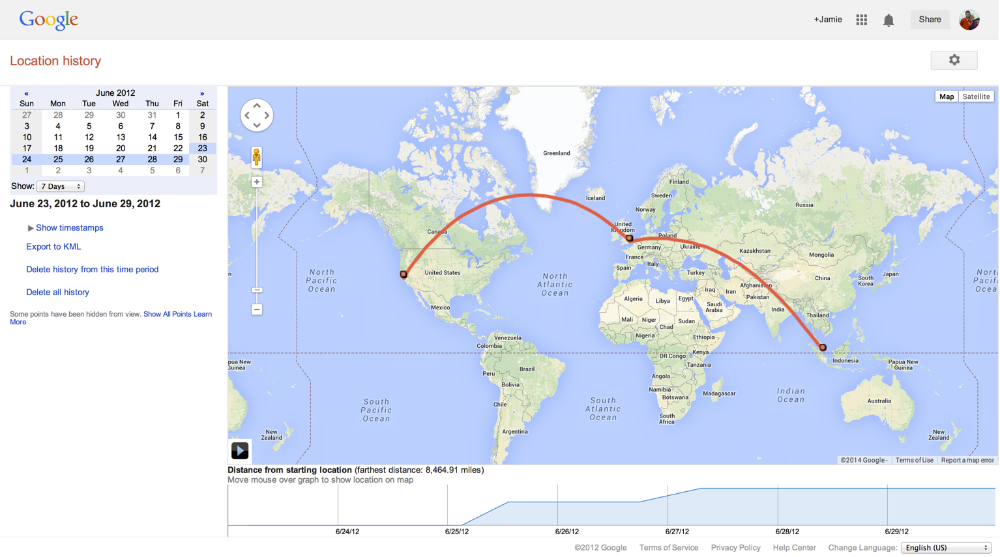 Google
+Jamie
Share
Location history
« June 2012 »
Sun Mon Tue Wed Thu Fri Sat
27 28 29 30 31 1 2
3 4 5 6 7 8 9
10 11 12 13 14 15 16
17 18 19 20 21 22 23
24 25 26 27 28 29 30
1 2 3 4 5 6 7
Show: 7 Days
June 23, 2012 to June 29, 2012
Show timestamps
Export to KML
Delete history from this time period
Delete all history
Some points have been hidden from view. Show All Points Learn
More
Map Satellite
Greenland
Iceland
Finland
Sweden
Norway
Russia
United
Kingdom
Canada
Poland
Germany
Ukraine
Kazakhstan
Mongolia
France
Italy
Spain
Turkey
United States
North
Pacific
Ocean
North
Atlantic
Ocean
China
South
Korea
Japan
Iraq
Iran
Afghanistan
Pakistan
Algeria
Libya
Egypt
Saudi
Arabia
India
Thailand
Mexico
Mali
Niger
Chad
Sudan
Nigeria
Ethiopia
Venezuela
Colombia
DR Congo
Kenya
Tanzania
Indonesia
Papua New
Guinea
Peru
Brazil
Bolivia
Angola
Namibia
Botswana
Madagascar
Indian
Ocean
Australia
South
Pacific
Ocean
Chile
South
Atlantic
Ocean
South
Africa
Argentina
New
Zealand
New
Zealand
©2014 Google - Terms of Use Report a map error
Distance from starting location (farthest distance: 8,464.91 miles)
Move mouse over graph to show location on map
6/24/12 6/25/12 6/26/12 6/27/12 6/28/12 6/29/12
©2012 Google Terms of Service Privacy Policy Help Center Change Language: English (US)